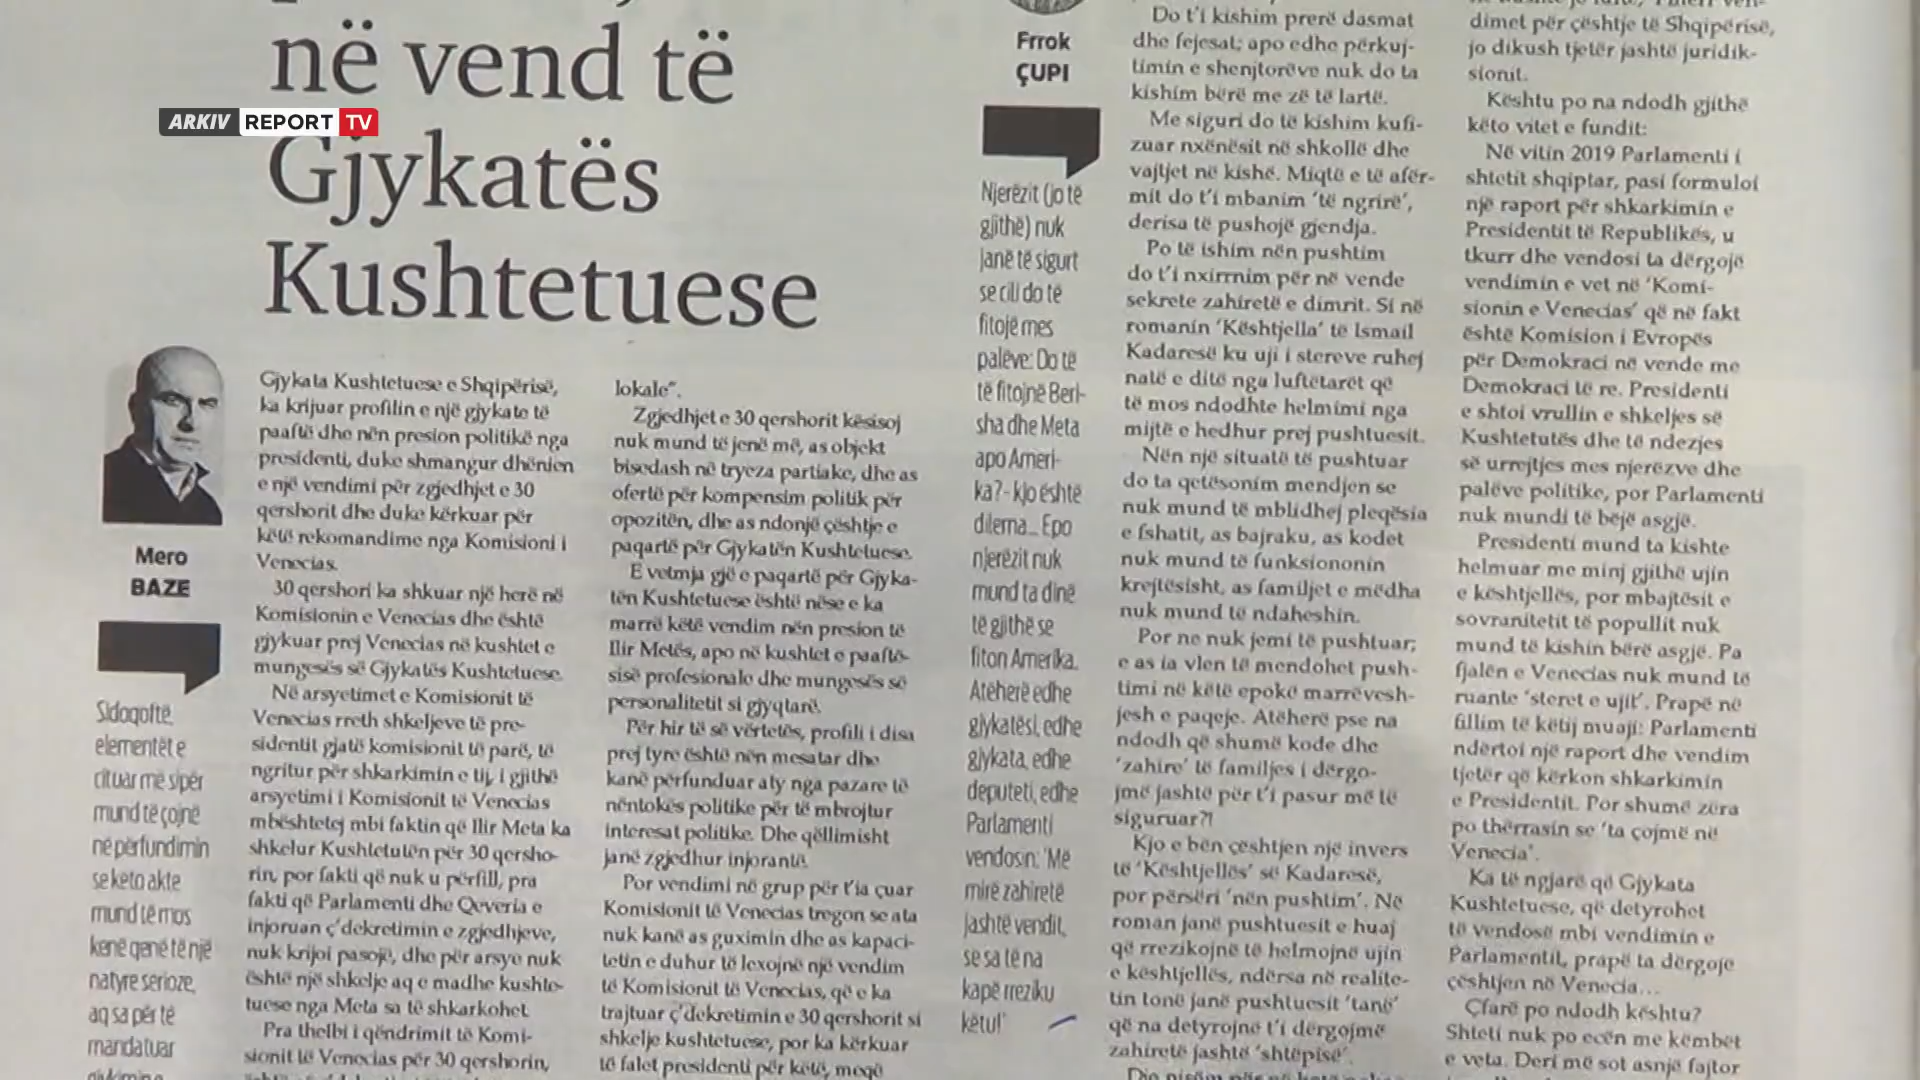 ARKIV REPORT TV
në vend të
Gjykatës
Kushtetuese
Mero
BAZE
Sidoqoftë,
elementët e
cituar më sipër
mund të çojnë
në përfundimin
se këto akte
mund të mos
kenë qenë të një
natyre serioze,
aq sa për të
mandatuar
Gjykata Kushtetuese e Shqipërisë,
ka krijuar profilin e një gjykate të
paaftë dhe nën presion politikë nga
presidenti, duke shmangur dhënien
e një vendimi për zgjedhjet e 30
qershorit dhe duke kërkuar për
këtë rekomandime nga Komisioni i
Venecias.
30 qershori ka shkuar një herë në
Komisionin e Venecias dhe është
gjykuar prej Venecias në kushtet e
mungesës së Gjykatës Kushtetuese.
Në arsyetimet e Komisionit të
Venecias rreth shkeljeve të pre-
sidentit gjatë komisionit të parë, të
ngritur për shkarkimin e tij, i gjithë
arsyetimi i Komisionit të Venecias
mbështetej mbi faktin që Ilir Meta ka
shkelur Kushtetutën për 30 qersho-
rin, por fakti që nuk u përfill, pra
fakti që Parlamenti dhe Qeveria e
injoruan ç'dekretimin e zgjedhjeve,
nuk krijoi pasojë, dhe për arsye nuk
është një shkelje aq e madhe kushte-
tuese nga Meta sa të shkarkohet.
Pra thelbi i qëndrimit të Komi-
sionit të Venecias për 30 qershorin,
lokale".
Zgjedhjet e 30 qershorit kësisoj
nuk mund të jenë më, as objekt
bisedash në tryeza partiake, dhe as
ofertë për kompensim politik për
opozitën, dhe as ndonjë çështje e
paqartë për Gjykatën Kushtetuese.
E vetmja gjë e paqartë për Gjyka-
tën Kushtetuese është nëse e ka
marrë këtë vendim nën presion të
Ilir Metës, apo në kushtet e paaftë-
sisë profesionale dhe mungesës së
personalitetit si gjyqtarë.
Për hir të së vërtetës, profili i disa
prej tyre është nën mesatar dhe
kanë përfunduar aty nga pazare të
nëntokës politike për të mbrojtur
interesat politike. Dhe qëllimisht
janë zgjedhur injorantë.
Por vendimi në grup për t'ia çuar
Komisionit të Venecias tregon se ata
nuk kanë as guximin dhe as kapaci-
tetin e duhur të lexojnë një vendim
të Komisionit të Venecias, që e ka
trajtuar ç'dekretimin e 30 qershorit si
shkelje kushtetuese, por ka kërkuar
të falet presidenti për këtë, meqë
Frrok
ÇUPI
Njerëzit (jo të
gjithë) nuk
janë të sigurt
se cili do të
fitojë mes
palëve: Do të
të fitojnë Beri-
sha dhe Meta
apo Ameri-
ka?- kjo është
dilema... Epo
njerëzit nuk
mund ta dinë
të gjithë se
fiton Amerika.
Atëherë edhe
gjykatësi, edhe
gjykata, edhe
deputeti, edhe
Parlamenti
vendosin: 'Më
mirë zahiretë
jashtë vendit,
se sa të na
kapë rreziku
këtu!'
Do t'i kishim prerë dasmat
dhe fejesat; apo edhe përkuj-
timin e shenjtorëve nuk do ta
kishim bërë me zë të lartë.
Me siguri do të kishim kufi-
zuar nxënësit në shkollë dhe
vajtjet në kishë. Miqtë e të afër-
mit do t'i mbanim 'të ngrirë',
derisa të pushojë gjendja.
Po të ishim nën pushtim
do t'i nxirrnim për në vende
sekrete zahiretë e dimrit. Si në
romanin 'Kështjella' të Ismail
Kadaresë ku uji i stereve ruhej
natë e ditë nga luftëtarët që
të mos ndodhte helmimi nga
mijtë e hedhur prej pushtuesit.
Nën një situatë të pushtuar
do ta qetësonim mendjen se
nuk mund të mblidhej pleqësia
e fshatit, as bajraku, as kodet
nuk mund të funksiononin
krejtësisht, as familjet e mëdha
nuk mund të ndaheshin.
Por ne nuk jemi të pushtuar;
e as ia vlen të mendohet push-
timi në këtë epokë marrëvesh-
jesh e paqeje. Atëherë pse na
ndodh që shumë kode dhe
'zahire' të familjes i dërgo-
jmë jashtë për t'i pasur më të
siguruar?!
Kjo e bën çështjen një invers
të 'Kështjellës' së Kadaresë,
por përsëri 'nën pushtim'. Në
roman janë pushtuesit e huaj
që rrezikojnë të helmojnë ujin
e kështjellës, ndërsa në realite-
tin tonë janë pushtuesit 'tanë'
që na detyrojnë t'i dërgojmë
zahiretë jashtë 'shtëpisë'.
dimet për çështje të Shqipërisë,
jo dikush tjetër jashtë juridik-
sionit.
Kështu po na ndodh gjithë
këto vitet e fundit:
Në vitin 2019 Parlamenti i
shtetit shqiptar, pasi formuloi
një raport për shkarkimin e
Presidentit të Republikës, u
tkurr dhe vendosi ta dërgojë
vendimin e vet në 'Komi-
sionin e Venecias' që në fakt
është Komision i Evropës
për Demokraci në vende me
Demokraci të re. Presidenti
e shtoi vrullin e shkeljes së
Kushtetutës dhe të ndezjes
së urrejtjes mes njerëzve dhe
palëve politike, por Parlamenti
nuk mundi të bëjë asgjë.
Presidenti mund ta kishte
helmuar me minj gjithë ujin
e kështjellës, por mbajtësit e
sovranitetit të popullit nuk
mund të kishin bërë asgjë. Pa
fjalën e Venecias nuk mund të
ruante 'steret e ujit'. Prapë në
fillim të këtij muaji: Parlamenti
ndërtoi një raport dhe vendim
tjetër që kërkon shkarkimin
e Presidentit. Por shumë zëra
po thërrasin se 'ta çojmë në
Venecia'.
Ka të ngjarë që Gjykata
Kushtetuese, që detyrohet
të vendosë mbi vendimin e
Parlamentit, prapë ta dërgoje
çështjen në Venecia...
Çfarë po ndodh kështu?
Shteti nuk po ecën me këmbët
e veta. Deri më sot asnjë fajtor